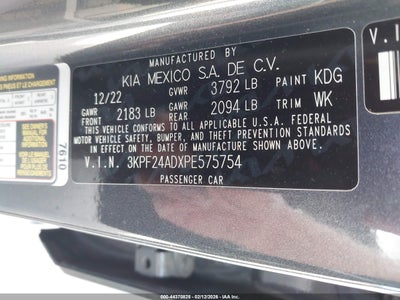 MANUFACTURED BY
KIA MEXICO S.A. DE C.V.
12/22 GVWR 3792 LB PAINT KDG
GAWR FRONT 2183 LB GAWR REAR 2094 LB TRIM WK
THIS VEHICLE CONFORMS TO ALL APPLICABLE U.S. FEDERAL
MOTOR VEHICLE SAFETY, BUMPER, AND THEFT PREVENTION STANDARDS
IN EFFECT ON THE DATE OF MANUFACTURE SHOWN ABOVE.
V.I.N. 3KPF24ADXPE575754
PASSENGER CAR
7610
V.I
© 44370825 - 02/12/2026 - IAA Holdings, LLC